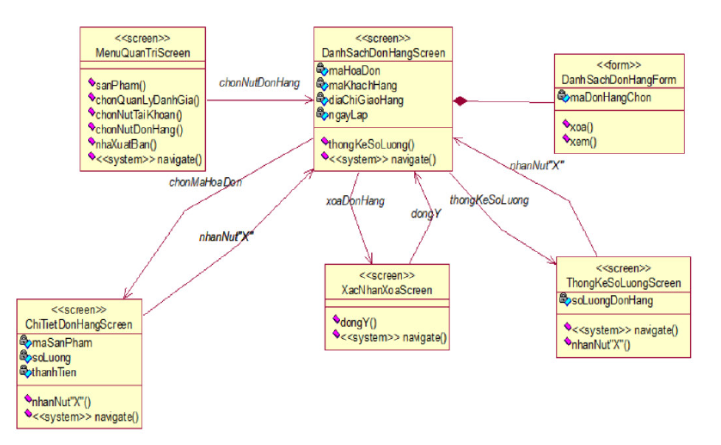 <<screen>>
MenuQuanTriScreen
sanPham()
chonQuanLyDanhGia()
chonNutTaiKhoan()
chonNutDonHang()
nhaXuatBan()
<<system>> navigate()
chonNutDonHang
<<screen>>
DanhSachDonHangScreen
maHoaDon
maKhachHang
diaChiGiaoHang
ngayLap
thongKeSoLuong()
<<system>> navigate()
<<form>>
DanhSachDonHangForm
maDonHangChon
xoa()
xem()
chonMaHoaDon
nhanNut"X"
xoaDonHang
dongY
thongKeSoLuong
nhanNut"X"
<<screen>>
ChiTietDonHangScreen
maSanPham
soLuong
thanhTien
nhanNut"X"()
<<system>> navigate()
<<screen>>
XacNhanXoaScreen
dongY()
<<system>> navigate()
<<screen>>
ThongKeSoLuongScreen
soLuongDonHang
<<system>> navigate()
nhanNut"X"()